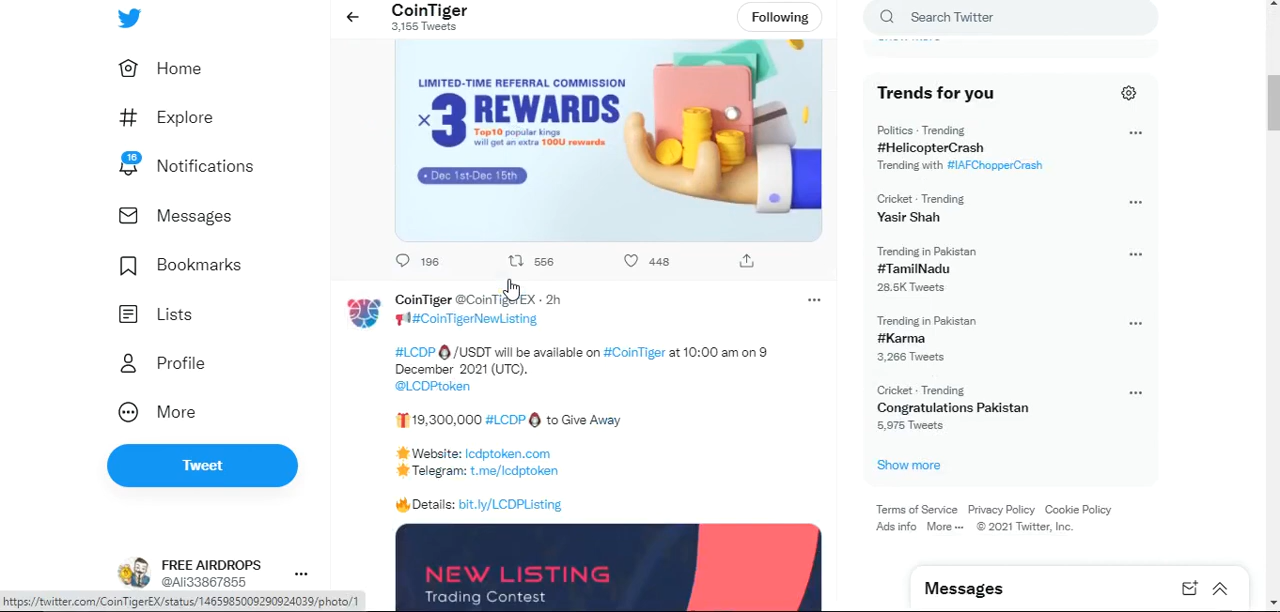 Home
Explore
16
Notifications
Messages
Bookmarks
Lists
Profile
More
Tweet
FREE AIRDROPS
@Ali33867855
https://twitter.com/CoinTigerEX/status/1465985009290924039/photo/1
CoinTiger
3,155 Tweets
Following
LIMITED-TIME REFERRAL COMMISSION
×3 REWARDS
Top10 popular kings
will get an extra 100U rewards
• Dec 1st-Dec 15th
196 556 448
CoinTiger @CoinTigerEX · 2h
#CoinTigerNewListing
#LCDP /USDT will be available on #CoinTiger at 10:00 am on 9
December 2021 (UTC).
@LCDPtoken
19,300,000 #LCDP to Give Away
Website: lcdptoken.com
Telegram: t.me/lcdptoken
Details: bit.ly/LCDPListing
NEW LISTING
Trading Contest
Search Twitter
Trends for you
Politics · Trending
#HelicopterCrash
Trending with #IAFChopperCrash
Cricket · Trending
Yasir Shah
Trending in Pakistan
#TamilNadu
28.5K Tweets
Trending in Pakistan
#Karma
3,266 Tweets
Cricket · Trending
Congratulations Pakistan
5,975 Tweets
Show more
Terms of Service Privacy Policy Cookie Policy
Ads info More ··· © 2021 Twitter, Inc.
Messages